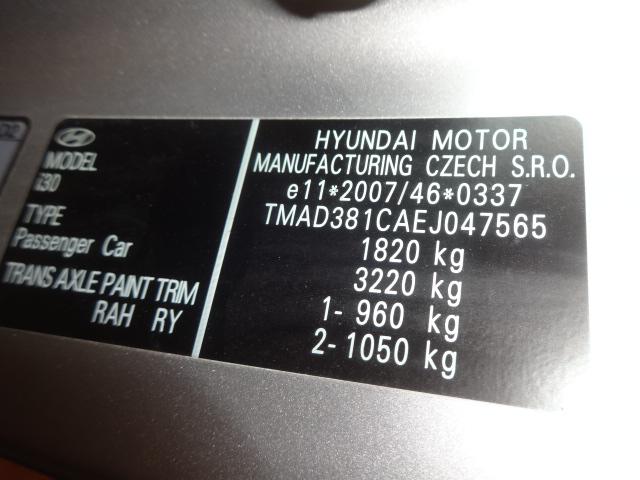 MODEL
i30
TYPE
Passenger Car
TRANS AXLE PAINT TRIM
RAH RY
HYUNDAI MOTOR
MANUFACTURING CZECH S.R.O.
e11*2007/46*0337
TMAD381CAEJ047565
1820 kg
3220 kg
1- 960 kg
2- 1050 kg